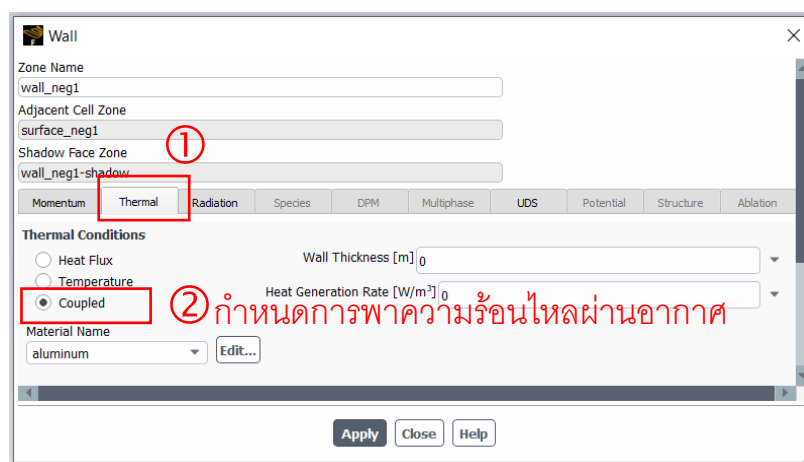 Wall
Zone Name
wall_neg1
Adjacent Cell Zone
surface_neg1
①
Shadow Face Zone
wall_neg1-shadow
Momentum Thermal Radiation Species DPM Multiphase UDS Potential Structure Ablation
Thermal Conditions
Heat Flux Wall Thickness [m] 0
Temperature
Heat Generation Rate [W/m³] 0
Coupled
② กำหนดการพาความร้อนไหลผ่านอากาศ
Material Name
aluminum Edit...
Apply Close Help